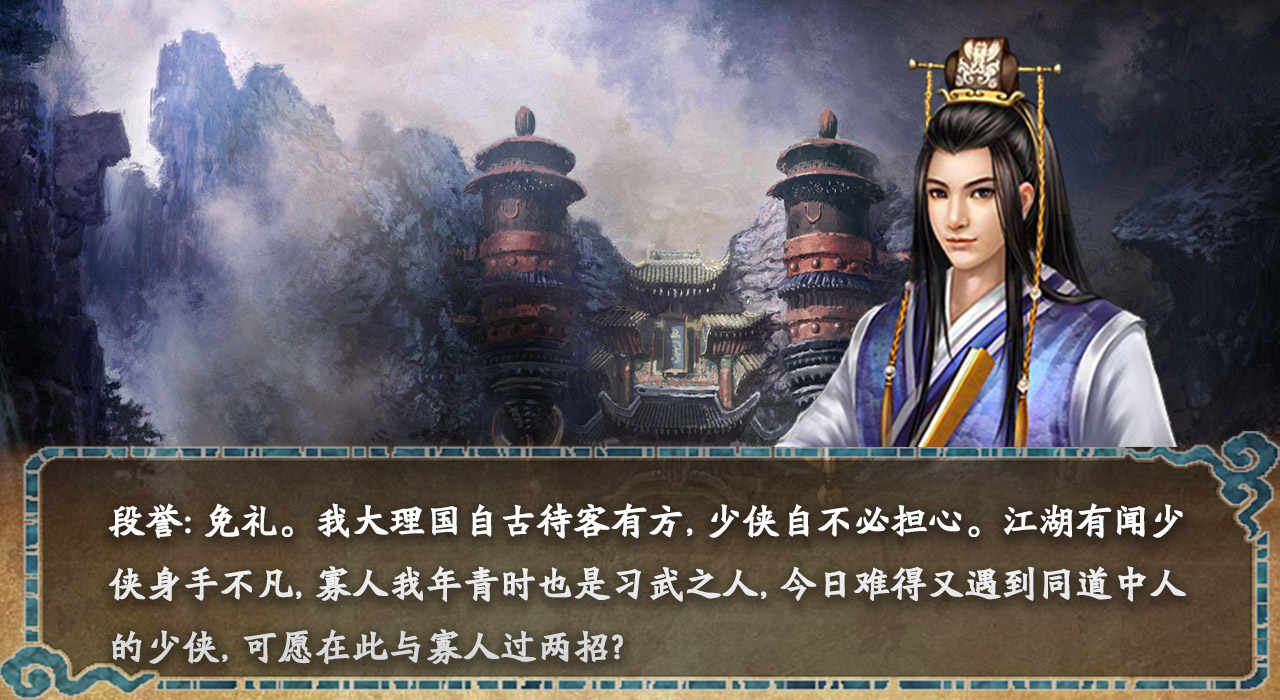 段誉: 免礼。我大理国自古待客有方, 少侠自不必担心。江湖有闻少
侠身手不凡, 寡人我年青时也是习武之人, 今日难得又遇到同道中人
的少侠, 可愿在此与寡人过两招?